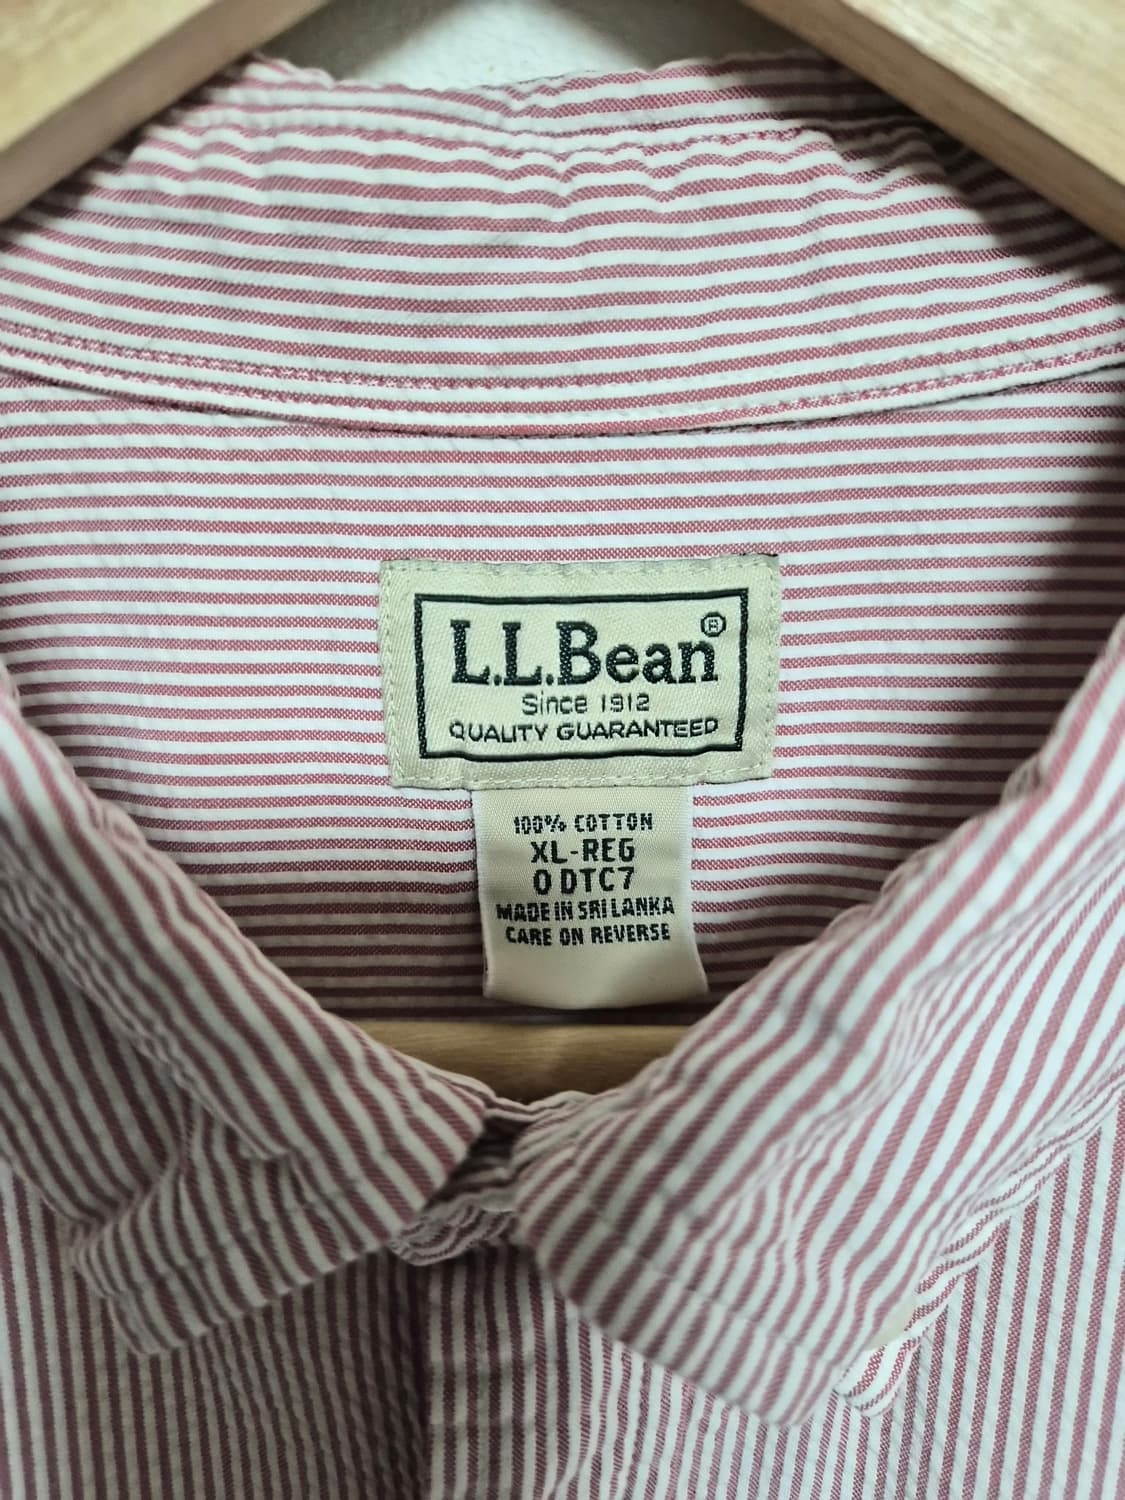 L.L.Bean®
Since 1912
QUALITY GUARANTEED
100% COTTON
XL-REG
0 DTC7
MADE IN SRI LANKA
CARE ON REVERSE